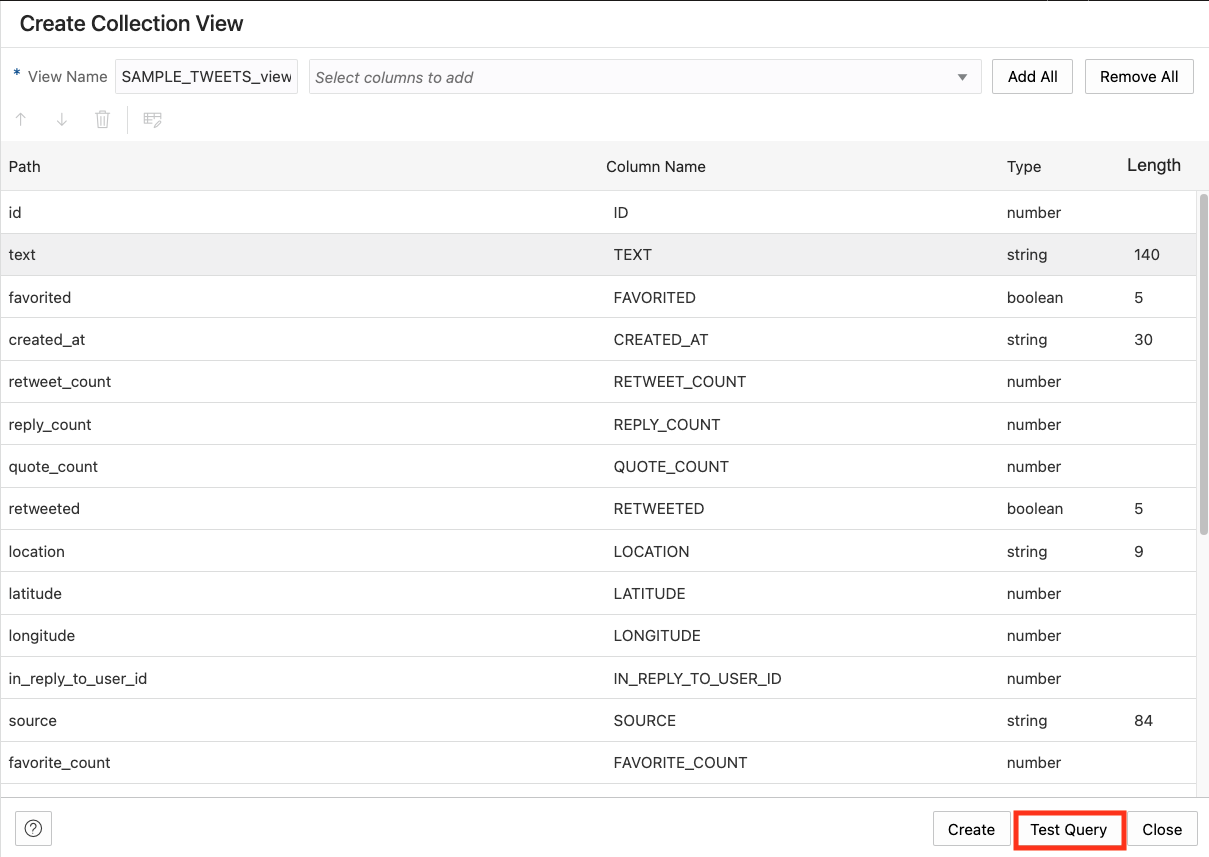 Create Collection View
* View Name SAMPLE_TWEETS_view Select columns to add Add All Remove All
Path Column Name Type Length
id ID number
text TEXT string 140
favorited FAVORITED boolean 5
created_at CREATED_AT string 30
retweet_count RETWEET_COUNT number
reply_count REPLY_COUNT number
quote_count QUOTE_COUNT number
retweeted RETWEETED boolean 5
location LOCATION string 9
latitude LATITUDE number
longitude LONGITUDE number
in_reply_to_user_id IN_REPLY_TO_USER_ID number
source SOURCE string 84
favorite_count FAVORITE_COUNT number
? Create Test Query Close